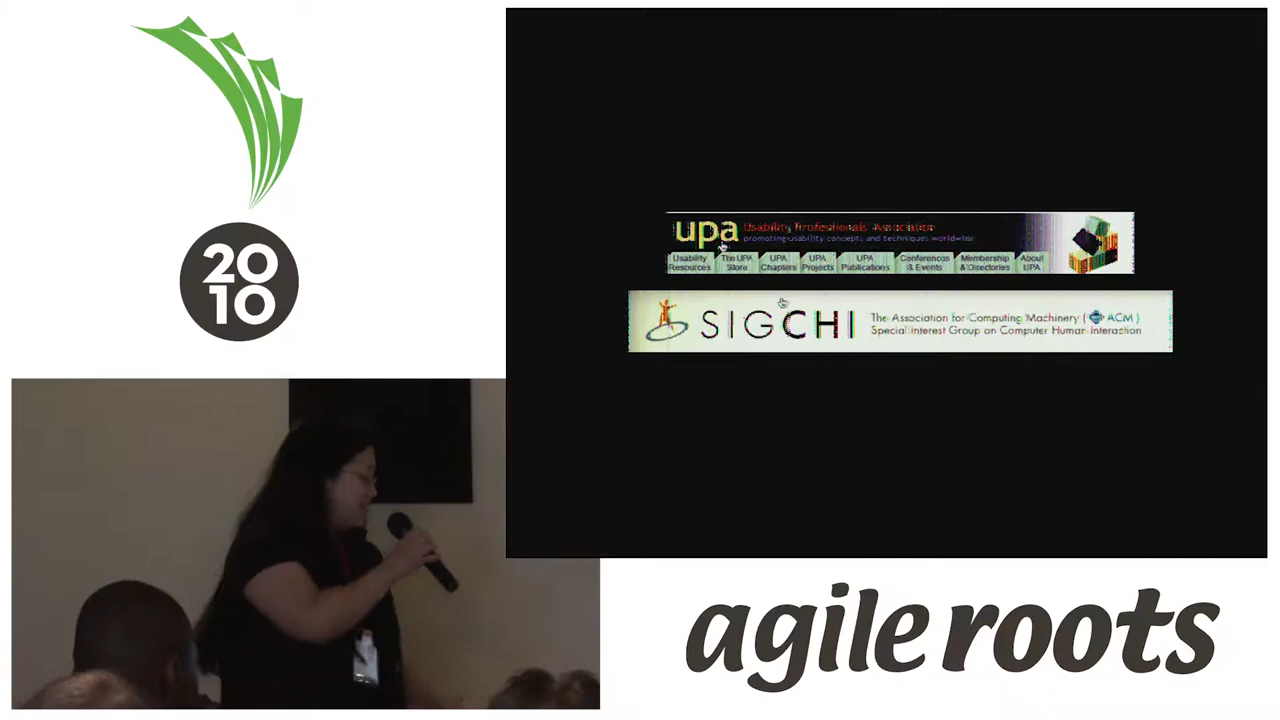 20
10
upa Usability Professionals' Association
promoting usability concepts and techniques worldwide
Usability Resources
The UPA Store
UPA Chapters
UPA Projects
UPA Publications
Conferences & Events
Membership & Directories
About UPA
SIGCHI
The Association for Computing Machinery ( ACM )
Special Interest Group on Computer Human Interaction
agile roots